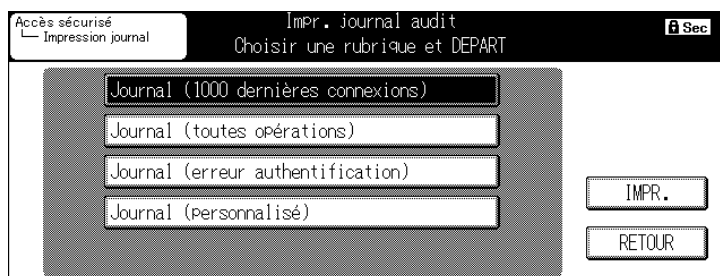 Accès sécurisé
Impression journal
Impr. journal audit
Choisir une rubrique et DEPART
Sec
Journal (1000 dernières connexions)
Journal (toutes opérations)
Journal (erreur authentification)
Journal (personnalisé)
IMPR.
RETOUR